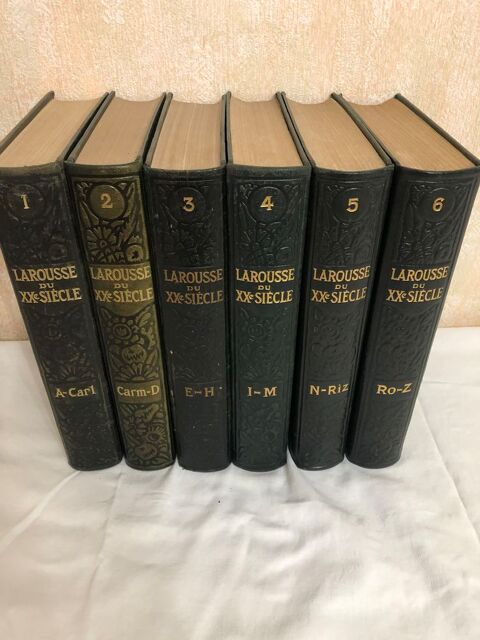 1
LAROUSSE
DU
XXe SIÈCLE
A-Carl
2
LAROUSSE
DU
XXe SIÈCLE
Carm-D
3
LAROUSSE
DU
XXe SIÈCLE
E-H
4
LAROUSSE
DU
XXe SIÈCLE
I-M
5
LAROUSSE
DU
XXe SIÈCLE
N-Riz
6
LAROUSSE
DU
XXe SIÈCLE
Ro-Z